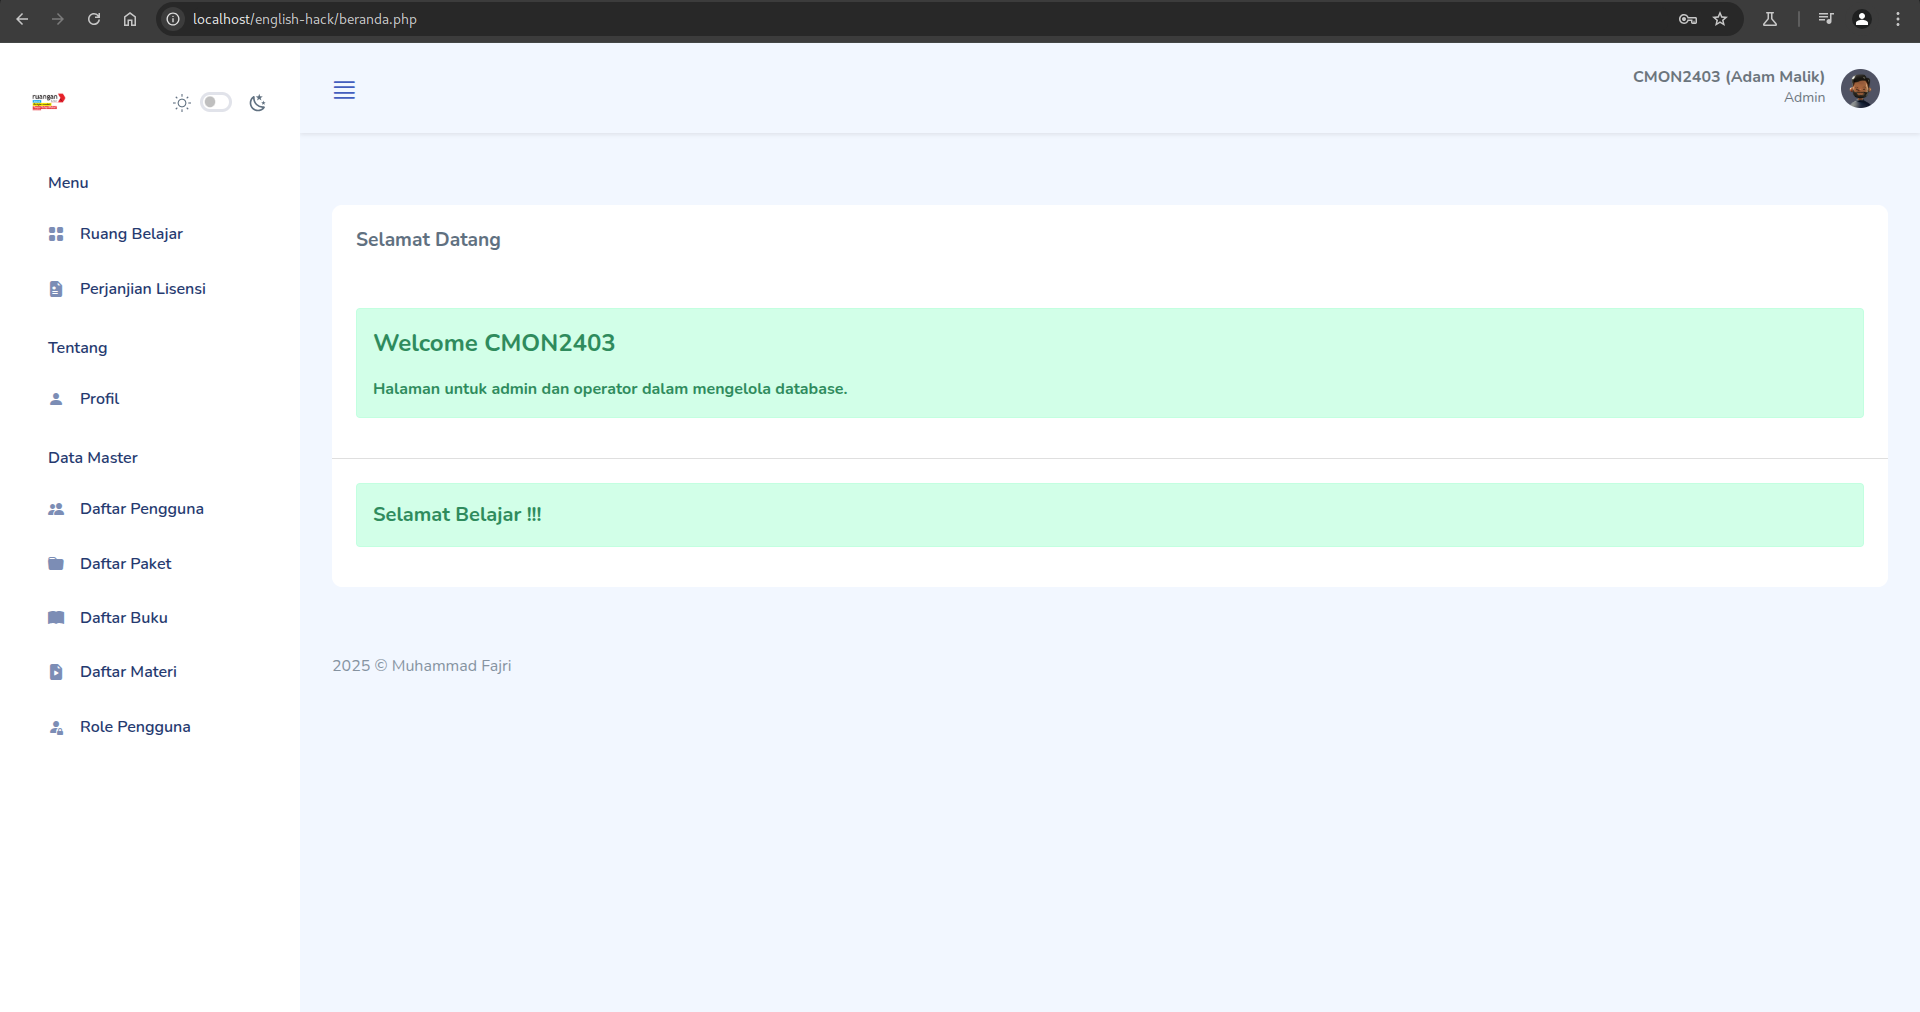 localhost/english-hack/beranda.php
ruangan
CMON2403 (Adam Malik)
Admin
Menu
Ruang Belajar
Perjanjian Lisensi
Tentang
Profil
Data Master
Daftar Pengguna
Daftar Paket
Daftar Buku
Daftar Materi
Role Pengguna
Selamat Datang
Welcome CMON2403
Halaman untuk admin dan operator dalam mengelola database.
Selamat Belajar !!!
2025 © Muhammad Fajri